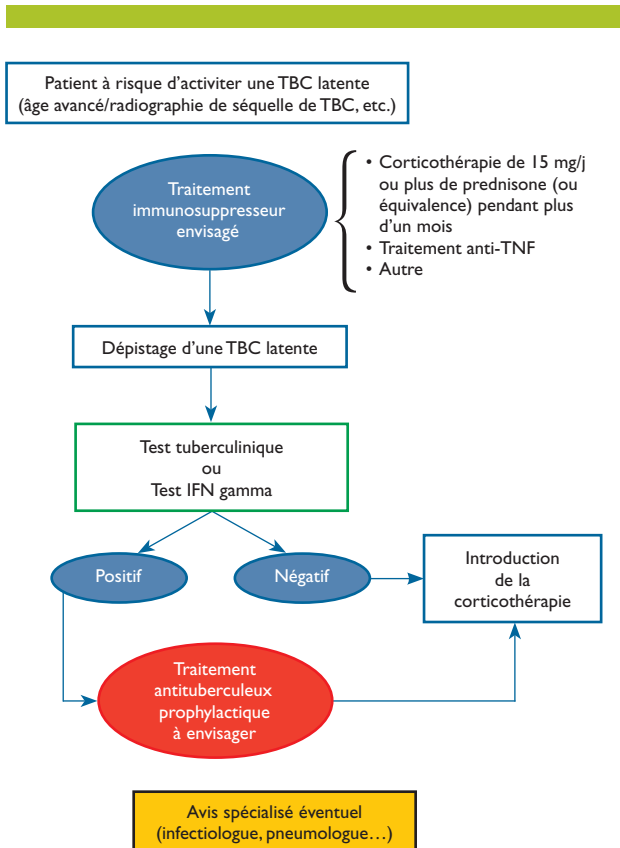 Patient à risque d'activiter une TBC latente
(âge avancé/radiographie de séquelle de TBC, etc.)
Traitement
immunosuppresseur
envisagé
• Corticothérapie de 15 mg/j
ou plus de prednisone (ou
équivalence) pendant plus
d'un mois
• Traitement anti-TNF
• Autre
Dépistage d'une TBC latente
Test tuberculinique
ou
Test IFN gamma
Positif
Négatif
Introduction
de la
corticothérapie
Traitement
antituberculeux
prophylactique
à envisager
Avis spécialisé éventuel
(infectiologue, pneumologue…)